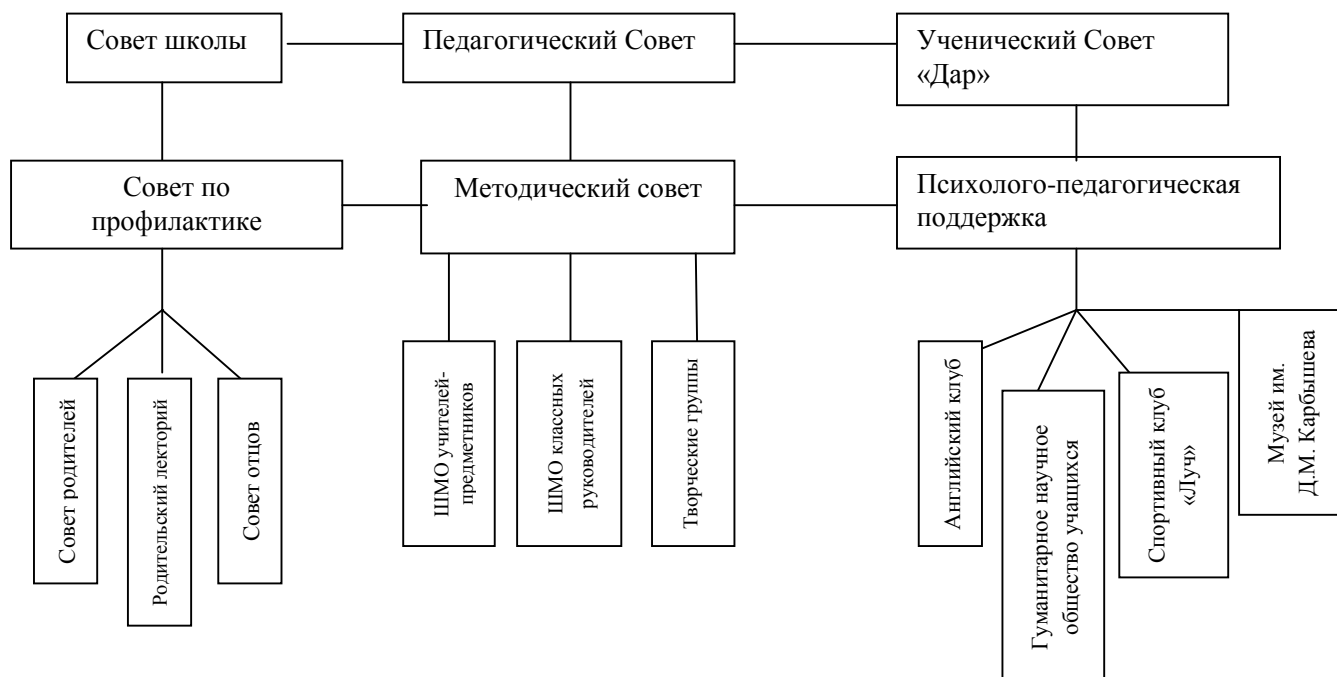 Совет школы
Педагогический Совет
Ученический Совет
«Дар»
Совет по
профилактике
Методический совет
Психолого-педагогическая
поддержка
Совет родителей
Родительский лекторий
Совет отцов
ШМО учителей-
предметников
ШМО классных
руководителей
Творческие группы
Английский клуб
Гуманитарное научное
общество учащихся
Спортивный клуб
«Луч»
Музей им.
Д.М. Карбышева